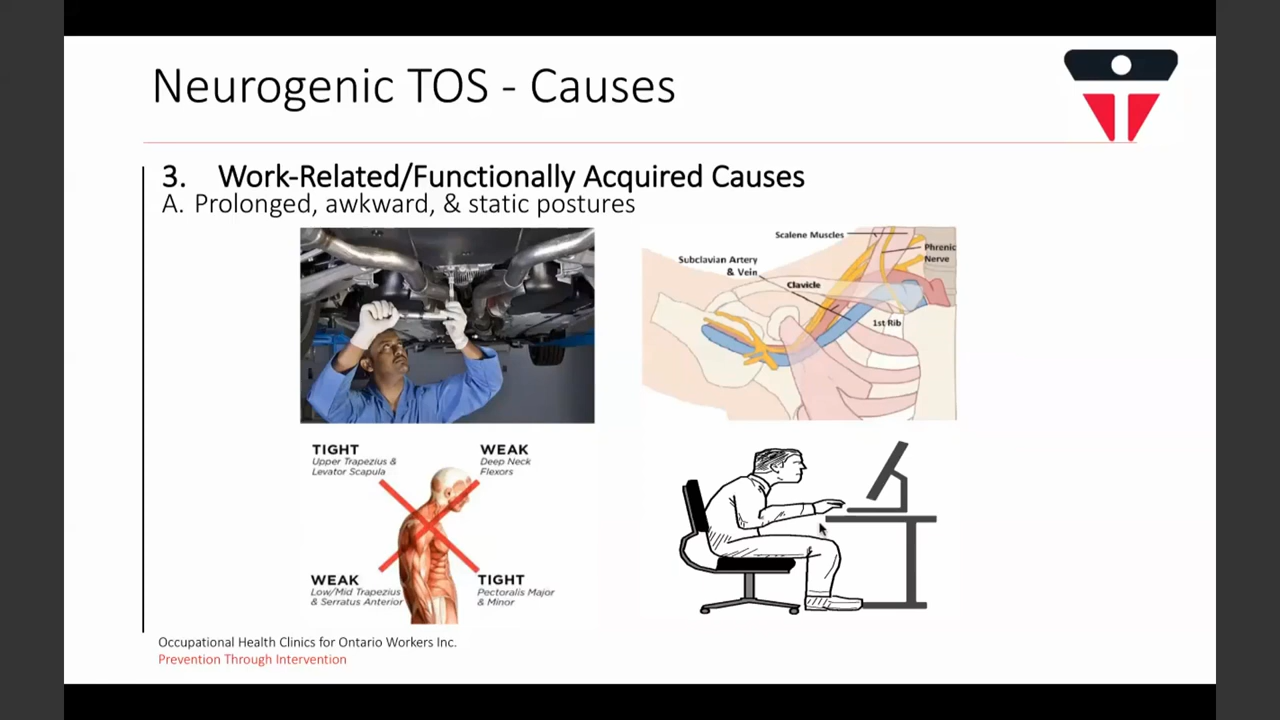 Neurogenic TOS - Causes
3. Work-Related/Functionally Acquired Causes
A. Prolonged, awkward, & static postures
Scalene Muscles
Phrenic
Nerve
Subclavian Artery
& Vein
Clavicle
1st Rib
TIGHT
Upper Trapezius &
Levator Scapula
WEAK
Deep Neck
Flexors
WEAK
Low/Mid Trapezius
& Serratus Anterior
TIGHT
Pectoralis Major
& Minor
Occupational Health Clinics for Ontario Workers Inc.
Prevention Through Intervention